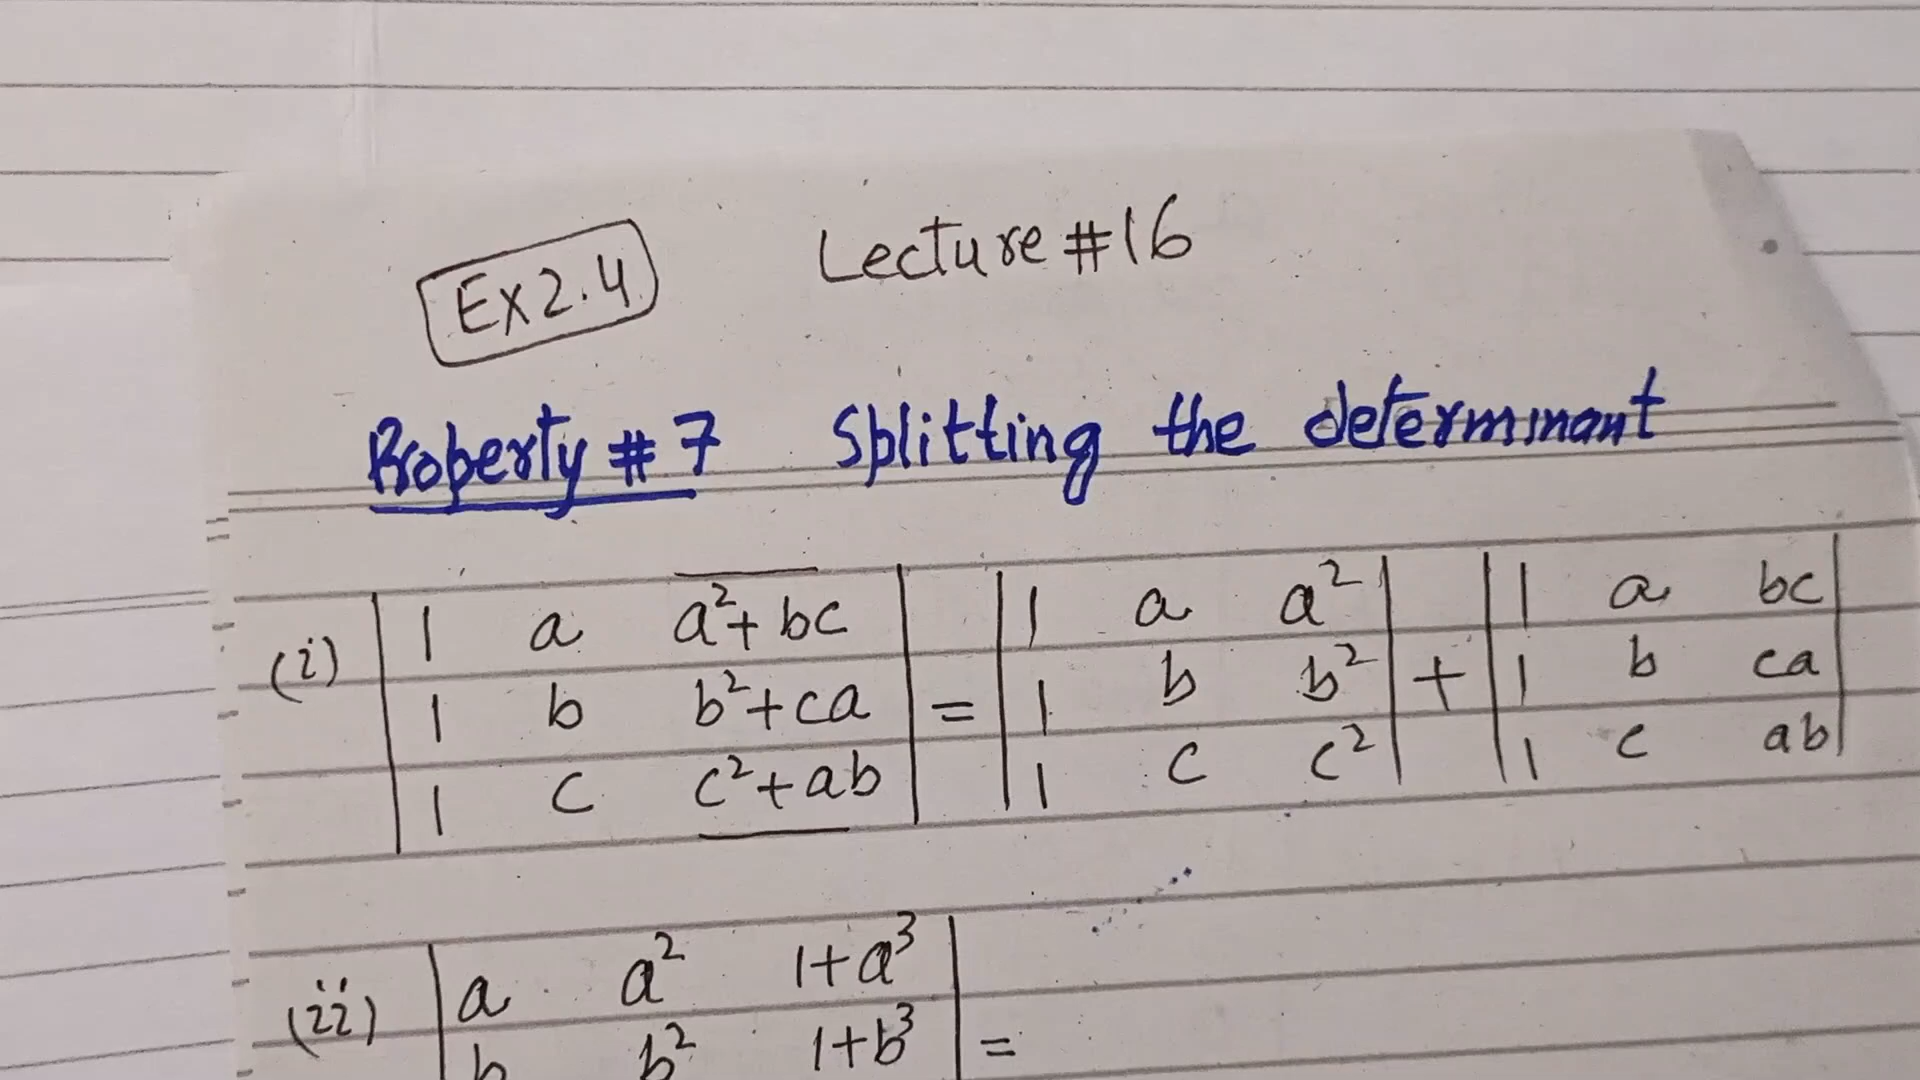 Ex 2.4 Lecture #16
Property #7 Splitting the determinant
(i) | 1 a a²+bc | = | 1 a a² | + | 1 a bc |
| 1 b b²+ca | | 1 b b² | | 1 b ca |
| 1 c c²+ab | | 1 c c² | | 1 c ab |
(ii) | a a² 1+a³ |
| b b² 1+b³ | =